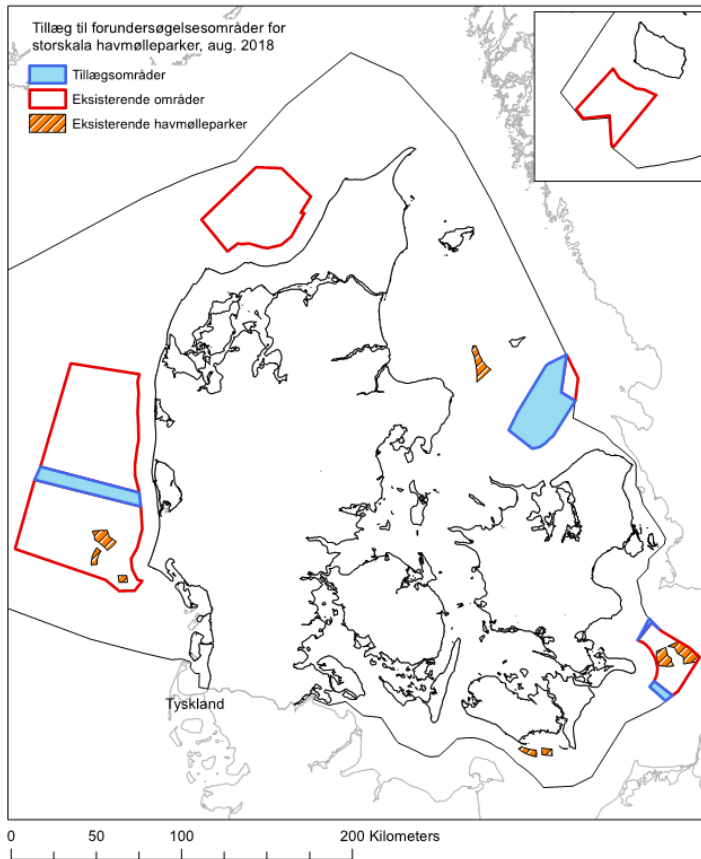 Tillæg til forundersøgelsesområder for
storskala havmølleparker, aug. 2018
Tillægsområder
Eksisterende områder
Eksisterende havmølleparker
Tyskland
0 50 100 200 Kilometers